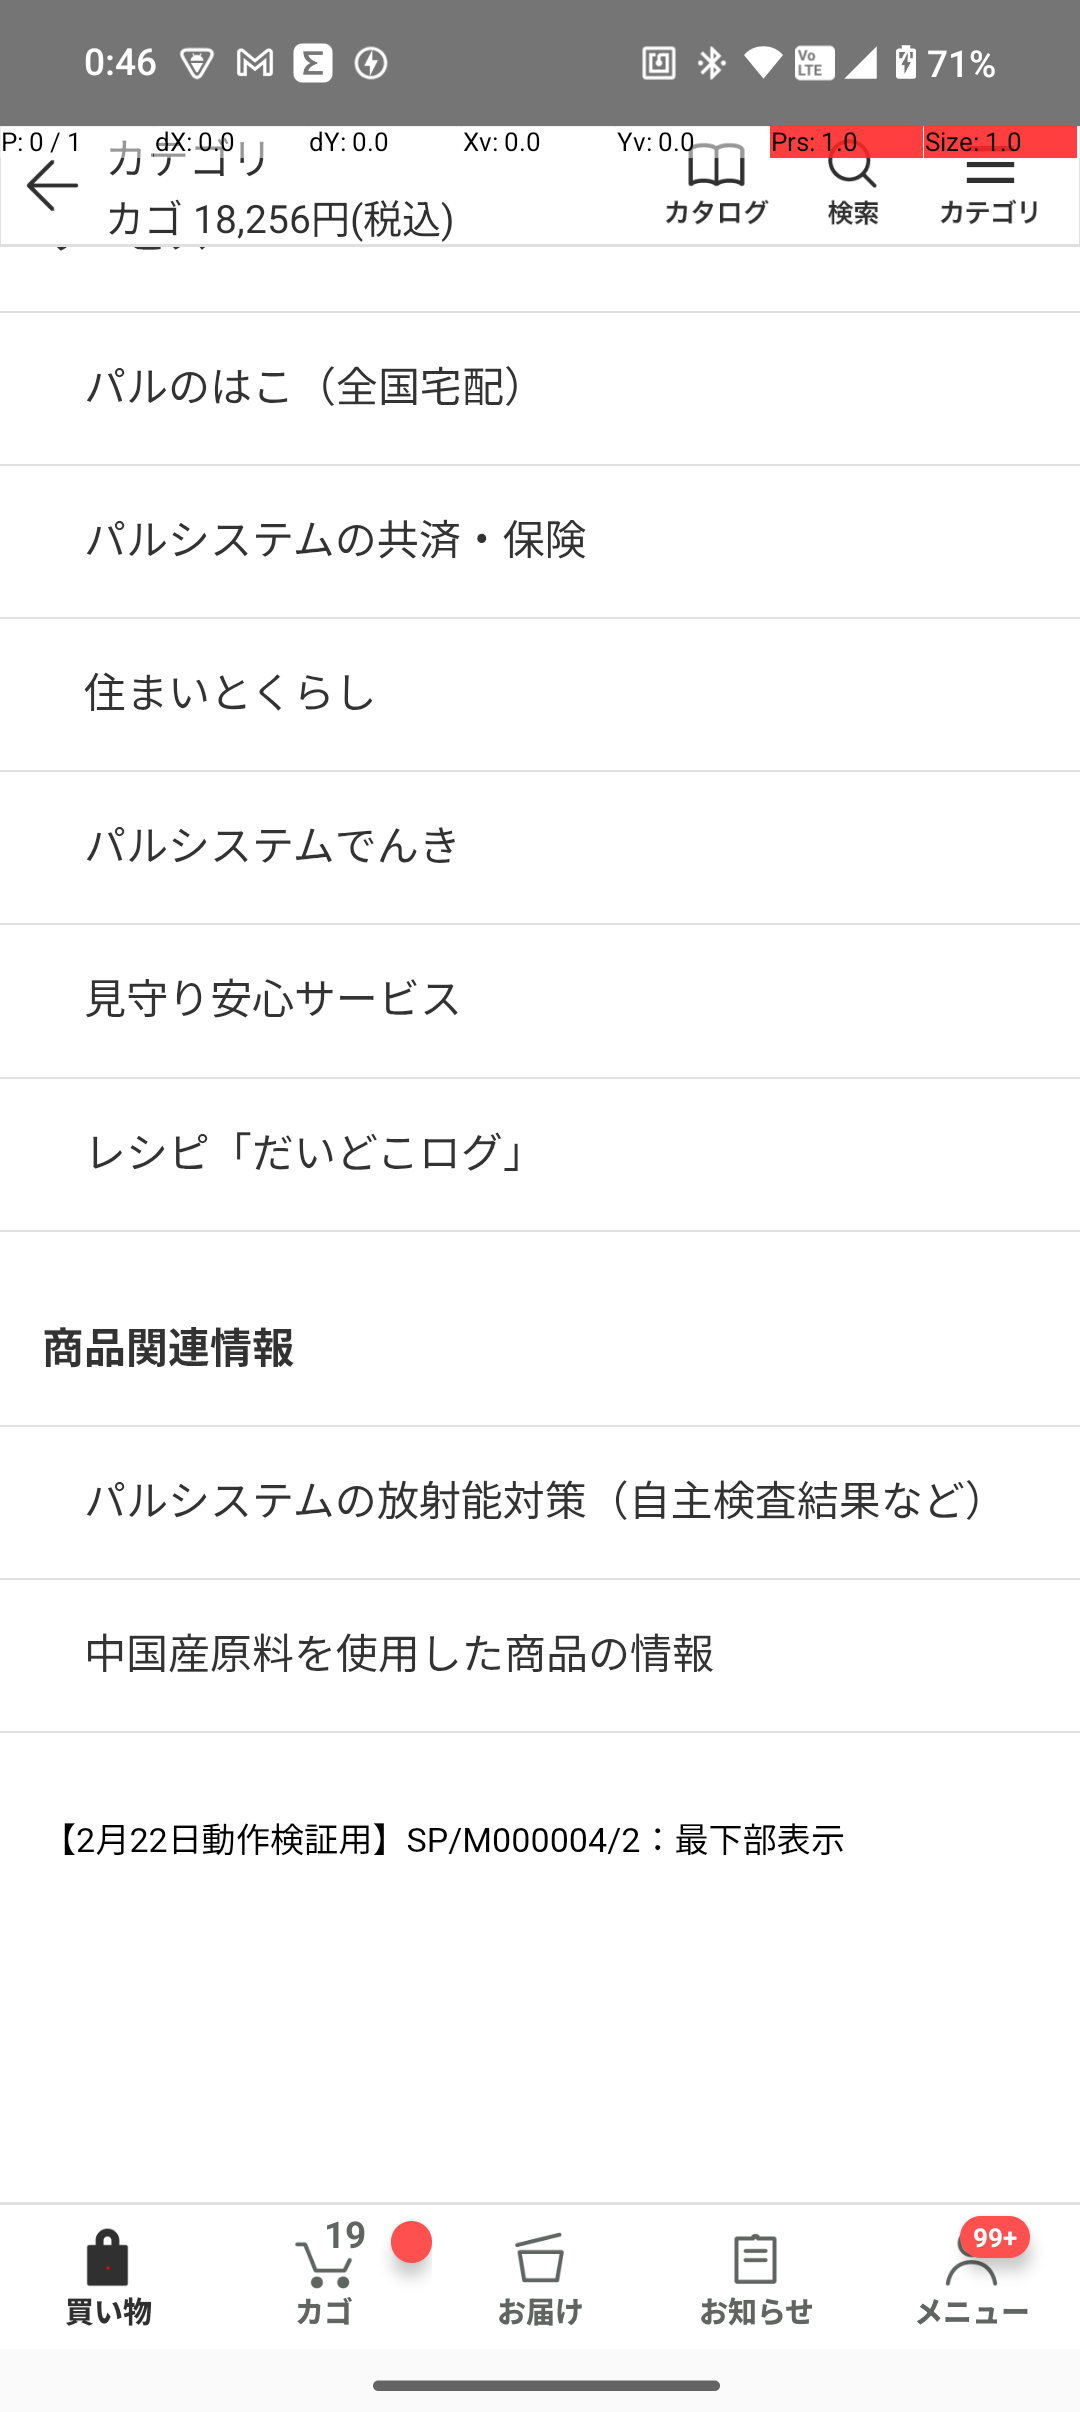 0:46
Vo
LTE
71%
P: 0 / 1 dX: 0.0 dY: 0.0 Xv: 0.0 Yv: 0.0 Prs: 1.0 Size: 1.0
カテゴリ
カゴ 18,256円(税込)
カタログ 検索 カテゴリ
パルのはこ（全国宅配）
パルシステムの共済・保険
住まいとくらし
パルシステムでんき
見守り安心サービス
レシピ「だいどこログ」
商品関連情報
パルシステムの放射能対策（自主検査結果など）
中国産原料を使用した商品の情報
【2月22日動作検証用】SP/M000004/2：最下部表示
19
99+
買い物 カゴ お届け お知らせ メニュー